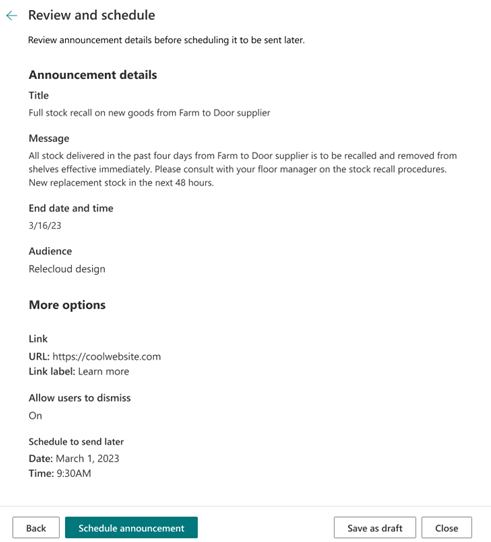 Review and schedule
Review announcement details before scheduling it to be sent later.
Announcement details
Title
Full stock recall on new goods from Farm to Door supplier
Message
All stock delivered in the past four days from Farm to Door supplier is to be recalled and removed from
shelves effective immediately. Please consult with your floor manager on the stock recall procedures.
New replacement stock in the next 48 hours.
End date and time
3/16/23
Audience
Relecloud design
More options
Link
URL: https://coolwebsite.com
Link label: Learn more
Allow users to dismiss
On
Schedule to send later
Date: March 1, 2023
Time: 9:30AM
Back
Schedule announcement
Save as draft
Close